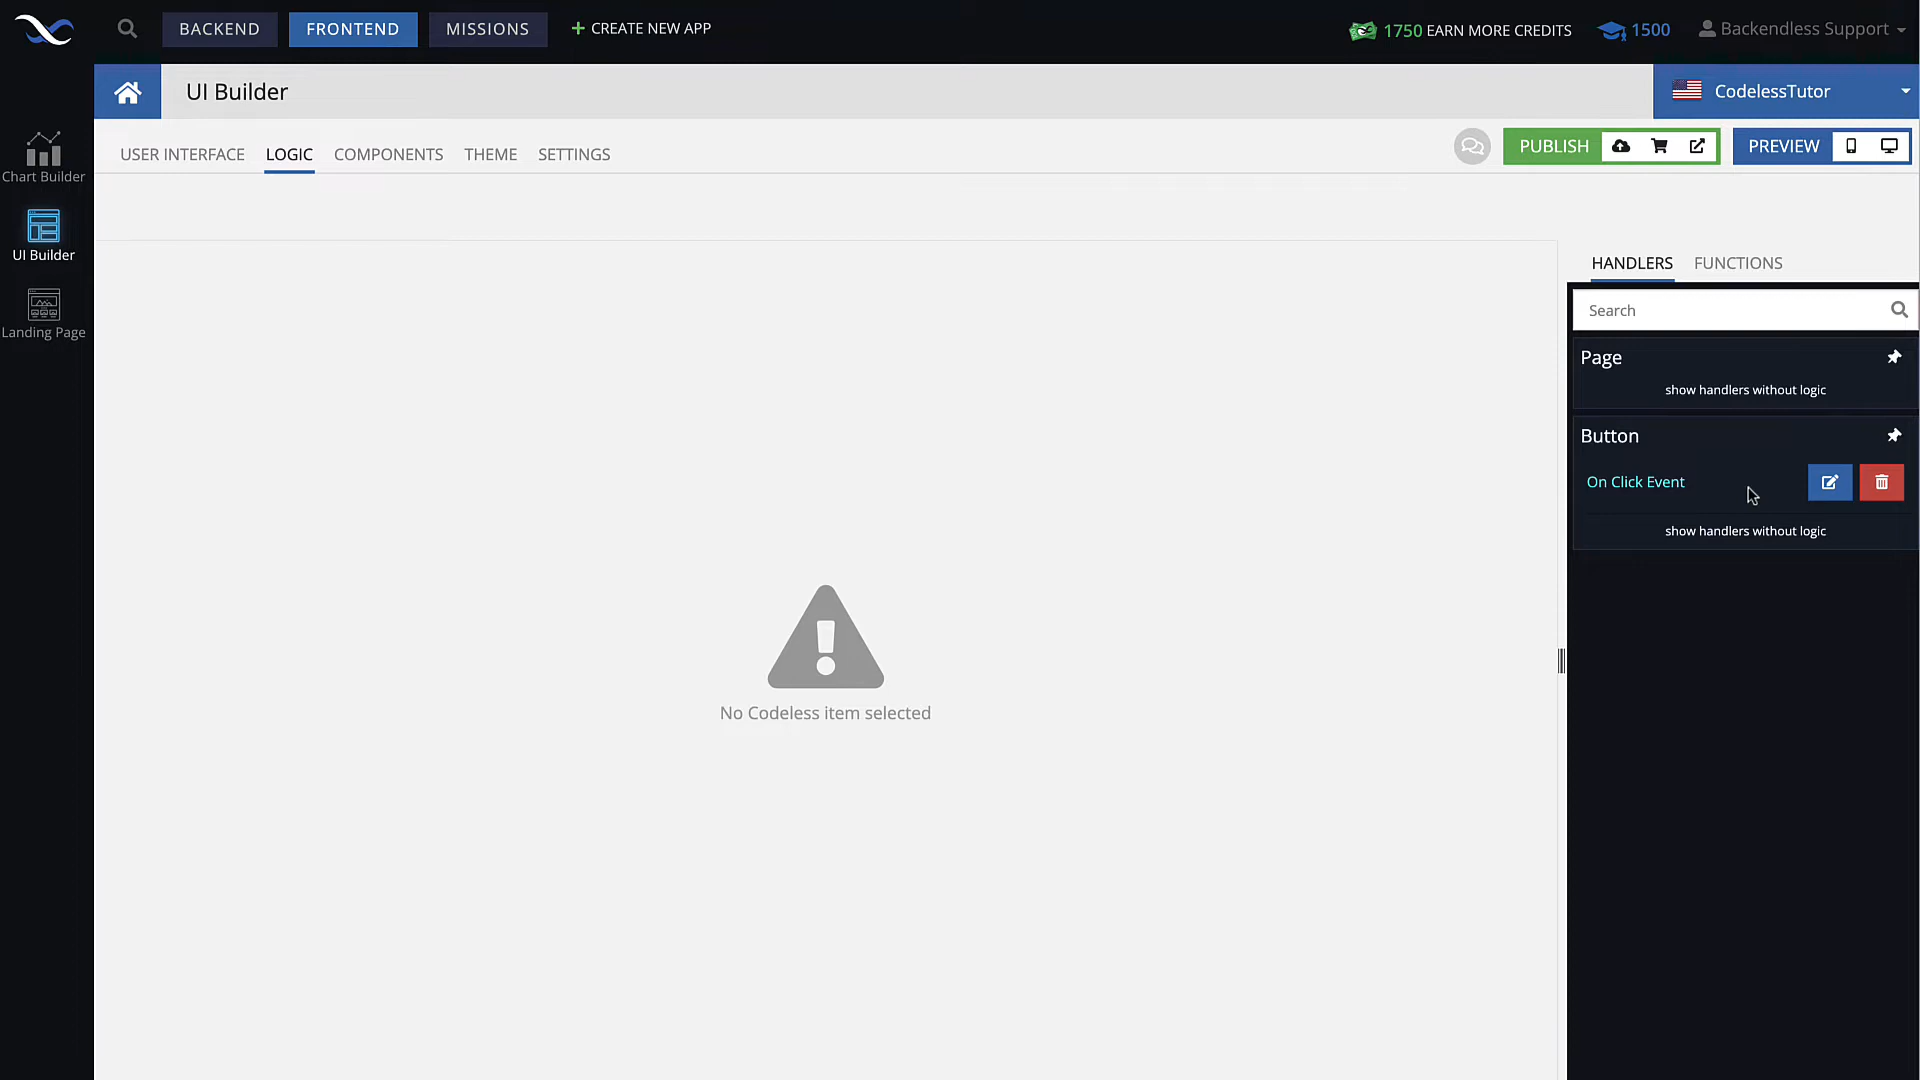 BACKEND
FRONTEND
MISSIONS
+ CREATE NEW APP
1750 EARN MORE CREDITS
1500
Backendless Support
UI Builder
CodelessTutor
USER INTERFACE
LOGIC
COMPONENTS
THEME
SETTINGS
PUBLISH
PREVIEW
Chart Builder
UI Builder
Landing Page
HANDLERS
FUNCTIONS
Search
Page
show handlers without logic
Button
On Click Event
show handlers without logic
No Codeless item selected